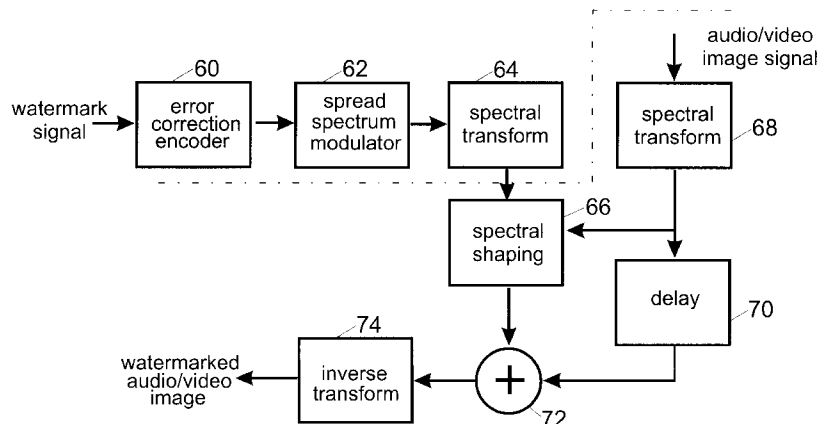 60
62
64
audio/video
image signal
watermark
signal
error
correction
encoder
spread
spectrum
modulator
spectral
transform
spectral
transform
68
66
spectral
shaping
delay
70
74
watermarked
audio/video
image
inverse
transform
+
72